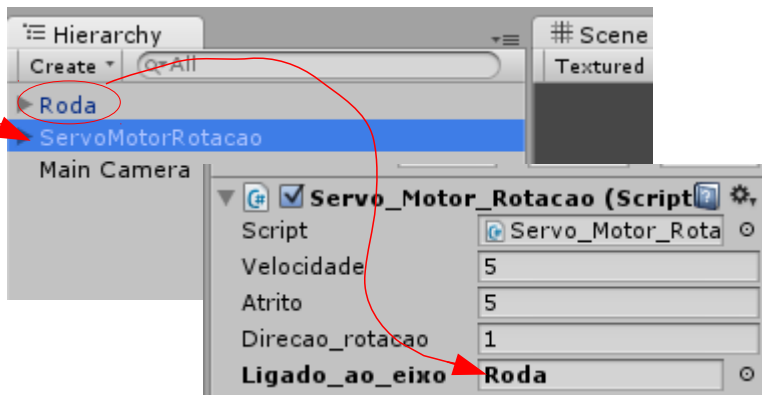 Hierarchy
# Scene
Create
All
Textured
Roda
ServoMotorRotacao
Main Camera
Servo_Motor_Rotacao (Script
Script
Servo_Motor_Rota
Velocidade
5
Atrito
5
Direcao_rotacao
1
Ligado_ao_eixo
Roda